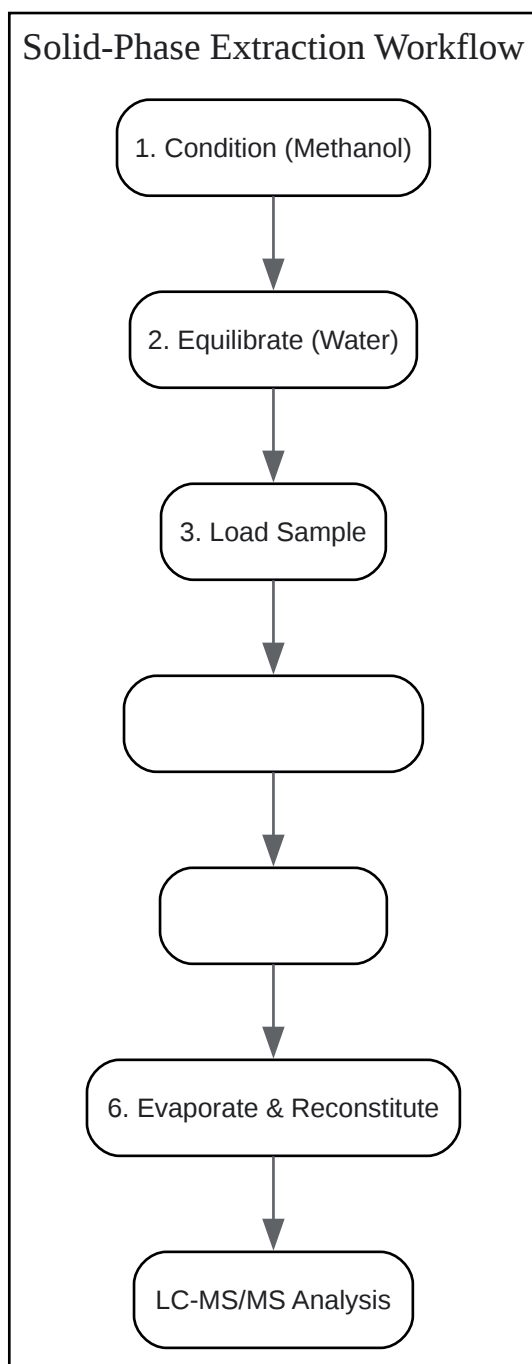 Solid-Phase Extraction Workflow
1. Condition (Methanol)
2. Equilibrate (Water)
3. Load Sample
6. Evaporate & Reconstitute
LC-MS/MS Analysis